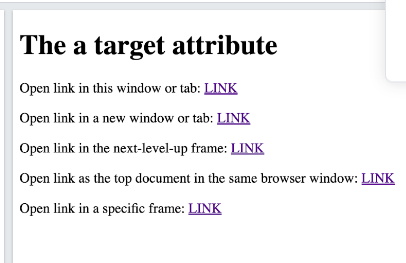 The a target attribute
Open link in this window or tab: LINK
Open link in a new window or tab: LINK
Open link in the next-level-up frame: LINK
Open link as the top document in the same browser window: LINK
Open link in a specific frame: LINK